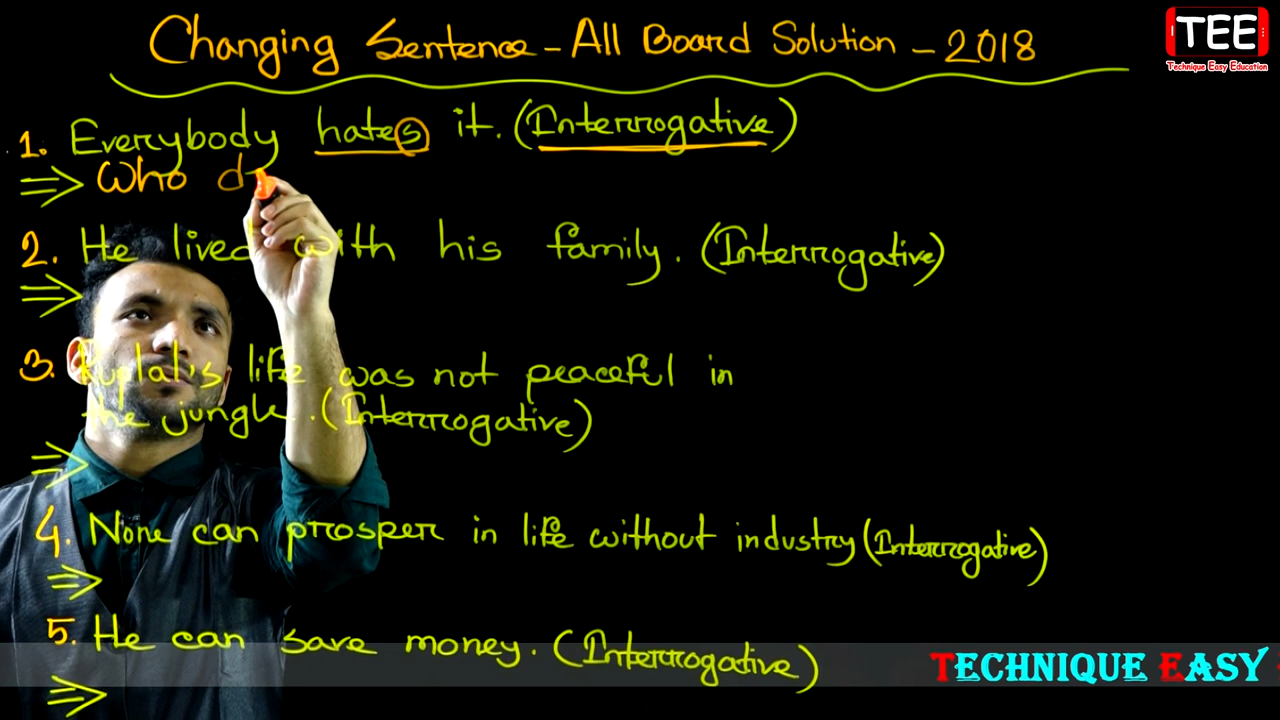 Changing Sentence - All Board Solution - 2018
TEE
Technique Easy Education
1. Everybody hates it. (Interrogative)
⇒ Who d
2. He lived with his family. (Interrogative)
⇒
3. Ruplal's life was not peaceful in
the jungle. (Interrogative)
⇒
4. None can prosper in life without industry (Interrogative)
⇒
5. He can save money. (Interrogative)
⇒
TECHNIQUE EASY